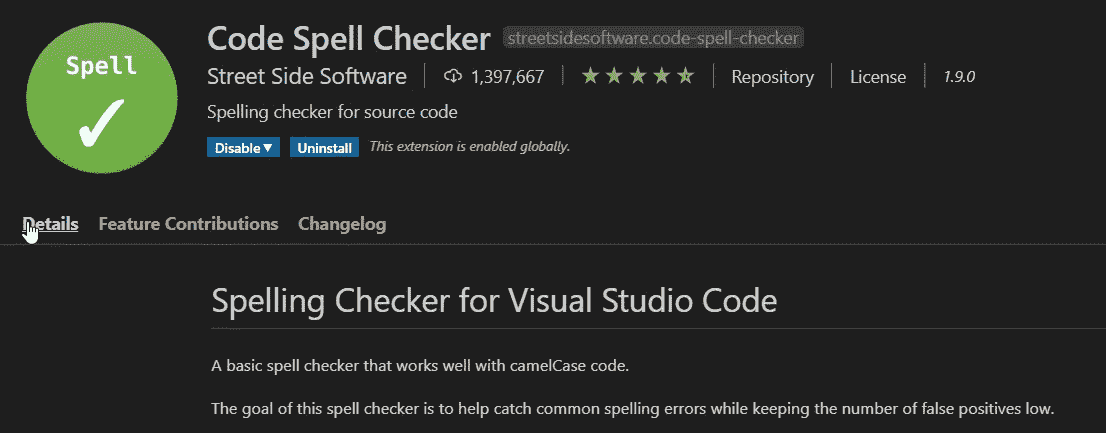 Spell
Code Spell Checker streetsidesoftware.code-spell-checker
Street Side Software 1,397,667 Repository License 1.9.0
Spelling checker for source code
Disable Uninstall This extension is enabled globally.
Details Feature Contributions Changelog
Spelling Checker for Visual Studio Code
A basic spell checker that works well with camelCase code.
The goal of this spell checker is to help catch common spelling errors while keeping the number of false positives low.